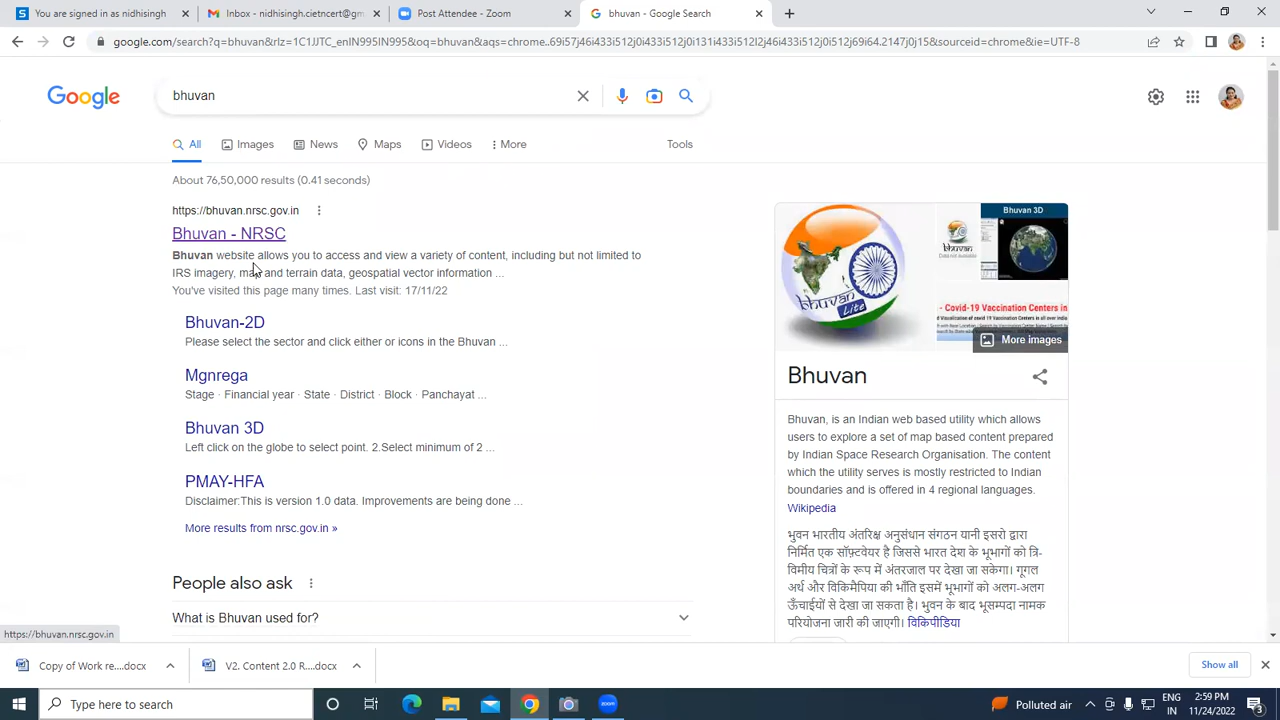 You are signed in as nidhisingh
Inbox - nidhisingh.cietncert@gm
Post Attendee - Zoom
bhuvan - Google Search
google.com/search?q=bhuvan&rlz=1C1JJTC_enIN995IN995&oq=bhuvan&aqs=chrome..69i57j46i433i512j0i433i512j0i131i433i512l2j46i433i512j0i512j69i64.2147j0j15&sourceid=chrome&ie=UTF-8
Google
bhuvan
All
Images
News
Maps
Videos
More
Tools
About 76,50,000 results (0.41 seconds)
https://bhuvan.nrsc.gov.in
Bhuvan - NRSC
Bhuvan website allows you to access and view a variety of content, including but not limited to
IRS imagery, map and terrain data, geospatial vector information ...
You've visited this page many times. Last visit: 17/11/22
Bhuvan-2D
Please select the state and click either or icons in the Bhuvan ...
Mgnrega
Stage · Financial year · State · District · Block · Panchayat ...
Bhuvan 3D
Left click on the globe to select point. 2.Select minimum of 2 ...
PMAY-HFA
Disclaimer:This is version 1.0 data. Improvements are being done ...
More results from nrsc.gov.in »
People also ask
What is Bhuvan used for?
bhuvan
Lite
bhuvan
Bhuvan 3D
- Covid-19 Vaccination Centers in
More images
Bhuvan
Bhuvan, is an Indian web based utility which allows
users to explore a set of map based content prepared
by Indian Space Research Organisation. The content
which the utility serves is mostly restricted to Indian
boundaries and is offered in 4 regional languages.
Wikipedia
भुवन भारतीय अंतरिक्ष अनुसंधान संगठन यानी इसरो द्वारा
निर्मित एक सॉफ़्टवेयर है जिससे भारत देश के भूभागों को त्रि-
विमीय चित्रों के रूप में अंतरजाल पर देखा जा सकेगा। गूगल
अर्थ और विकिमैपिया की भाँति इसमें भूभागों को अलग-अलग
ऊँचाईयों से देखा जा सकता है। भुवन के बाद भूसम्पदा नामक
परियोजना जारी की जाएगी। विकिपीडिया
https://bhuvan.nrsc.gov.in
Copy of Work re....docx
V2. Content 2.0 R....docx
Show all
Type here to search
zoom
Polluted air
ENG
IN
2:59 PM
11/24/2022
3